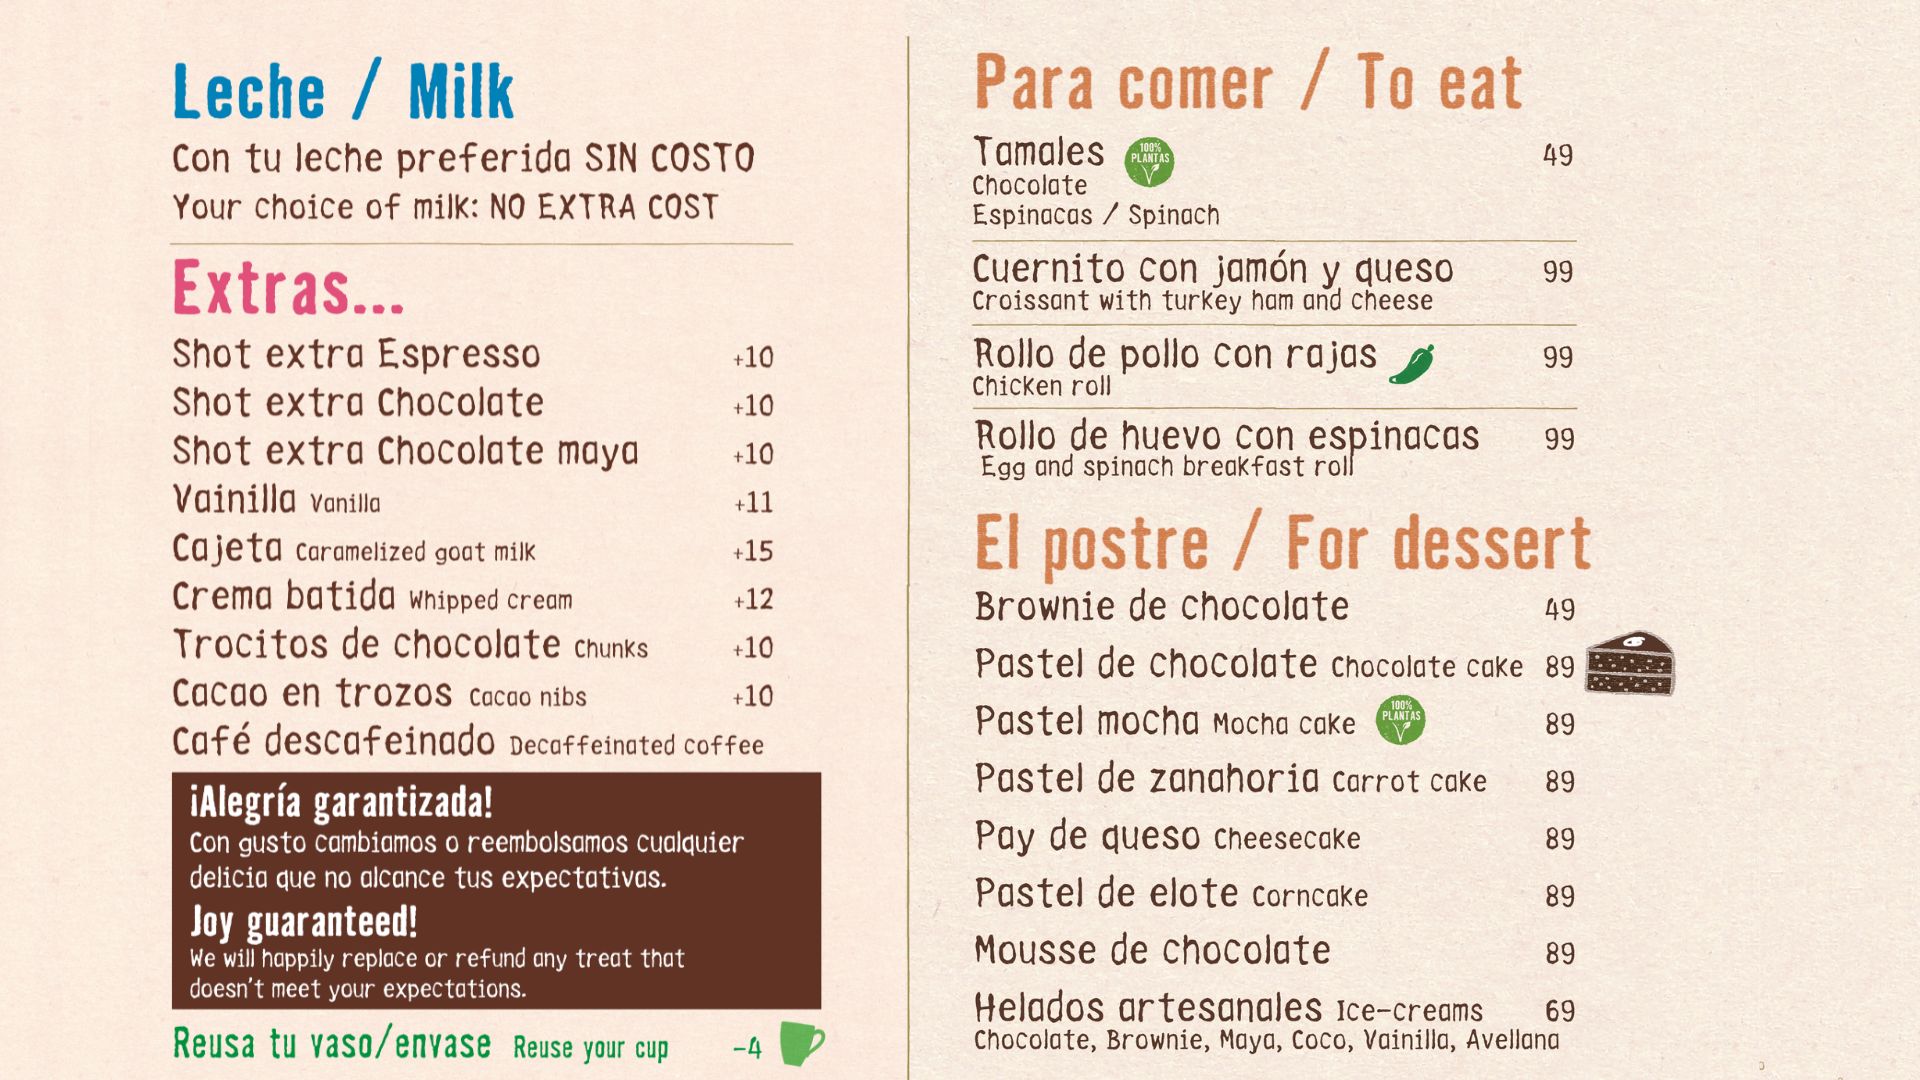 Leche / Milk
Con tu leche preferida SIN COSTO
Your choice of milk: NO EXTRA COST
Extras...
Shot extra Espresso +10
Shot extra Chocolate +10
Shot extra Chocolate maya +10
Vainilla Vanilla +11
Cajeta Caramelized goat milk +15
Crema batida Whipped cream +12
Trocitos de chocolate Chunks +10
Cacao en trozos Cacao nibs +10
Café descafeinado Decaffeinated coffee
¡Alegría garantizada!
Con gusto cambiamos o reembolsamos cualquier
delicia que no alcance tus expectativas.
Joy guaranteed!
We will happily replace or refund any treat that
doesn't meet your expectations.
Reusa tu vaso/envase Reuse your cup -4
Para comer / To eat
Tamales 100% PLANTAS 49
Chocolate
Espinacas / Spinach
Cuernito con jamón y queso 99
Croissant with turkey ham and cheese
Rollo de pollo con rajas 99
Chicken roll
Rollo de huevo con espinacas 99
Egg and spinach breakfast roll
El postre / For dessert
Brownie de chocolate 49
Pastel de chocolate Chocolate cake 89
Pastel mocha Mocha cake 100% PLANTAS 89
Pastel de zanahoria Carrot cake 89
Pay de queso Cheesecake 89
Pastel de elote Corncake 89
Mousse de chocolate 89
Helados artesanales Ice-creams 69
Chocolate, Brownie, Maya, Coco, Vainilla, Avellana